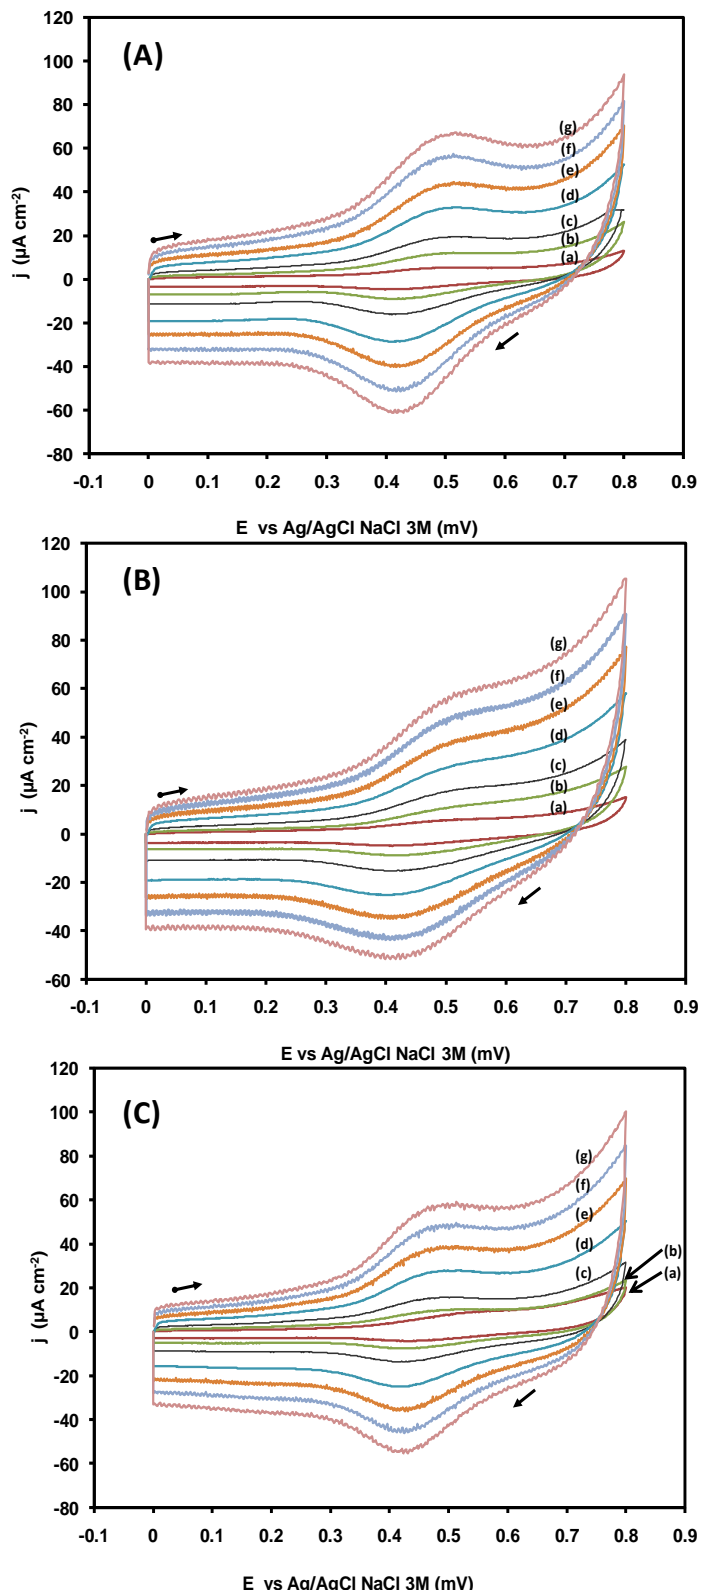 120
(A)
100
80
(g)
60
(f)
(e)
40
(d)
(c)
20
(b)
(a)
0
-20
-40
-60
-80
j (µA cm-2)
-0.1 0 0.1 0.2 0.3 0.4 0.5 0.6 0.7 0.8 0.9
E vs Ag/AgCl NaCl 3M (mV)
120
(B)
100
80
(g)
(f)
60
(e)
40
(d)
(c)
20
(b)
(a)
0
-20
-40
-60
j (µA cm-2)
-0.1 0 0.1 0.2 0.3 0.4 0.5 0.6 0.7 0.8 0.9
E vs Ag/AgCl NaCl 3M (mV)
120
(C)
100
80
(g)
(f)
60
(e)
40
(d)
(b)
(c)
(a)
20
0
-20
-40
-60
-80
j (µA cm-2)
-0.1 0 0.1 0.2 0.3 0.4 0.5 0.6 0.7 0.8 0.9
E vs Ag/AgCl NaCl 3M (mV)